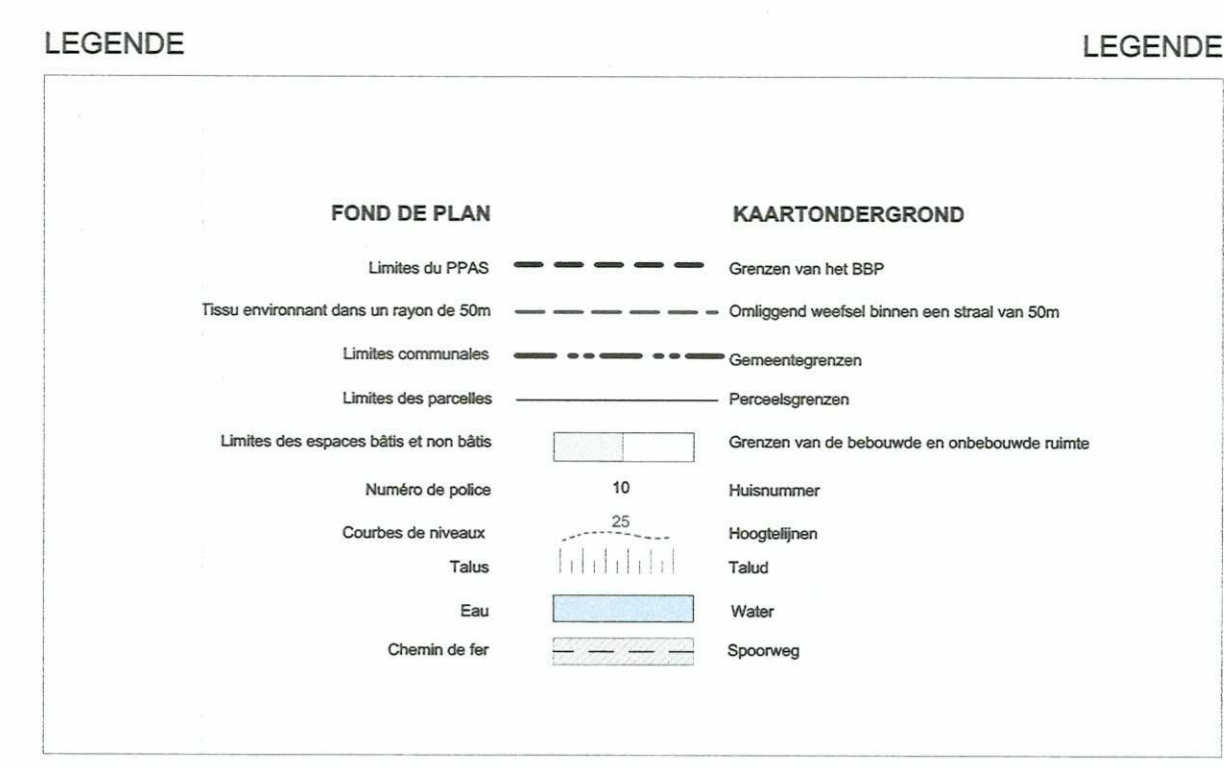 LEGENDE LEGENDE
FOND DE PLAN KAARTONDERGROND
Limites du PPAS Grenzen van het BBP
Tissu environnant dans un rayon de 50m Omliggend weefsel binnen een straal van 50m
Limites communales Gemeentegrenzen
Limites des parcelles Perceelsgrenzen
Limites des espaces bâtis et non bâtis Grenzen van de bebouwde en onbebouwde ruimte
Numéro de police 10 Huisnummer
Courbes de niveaux 25 Hoogtelijnen
Talus Talud
Eau Water
Chemin de fer Spoorweg